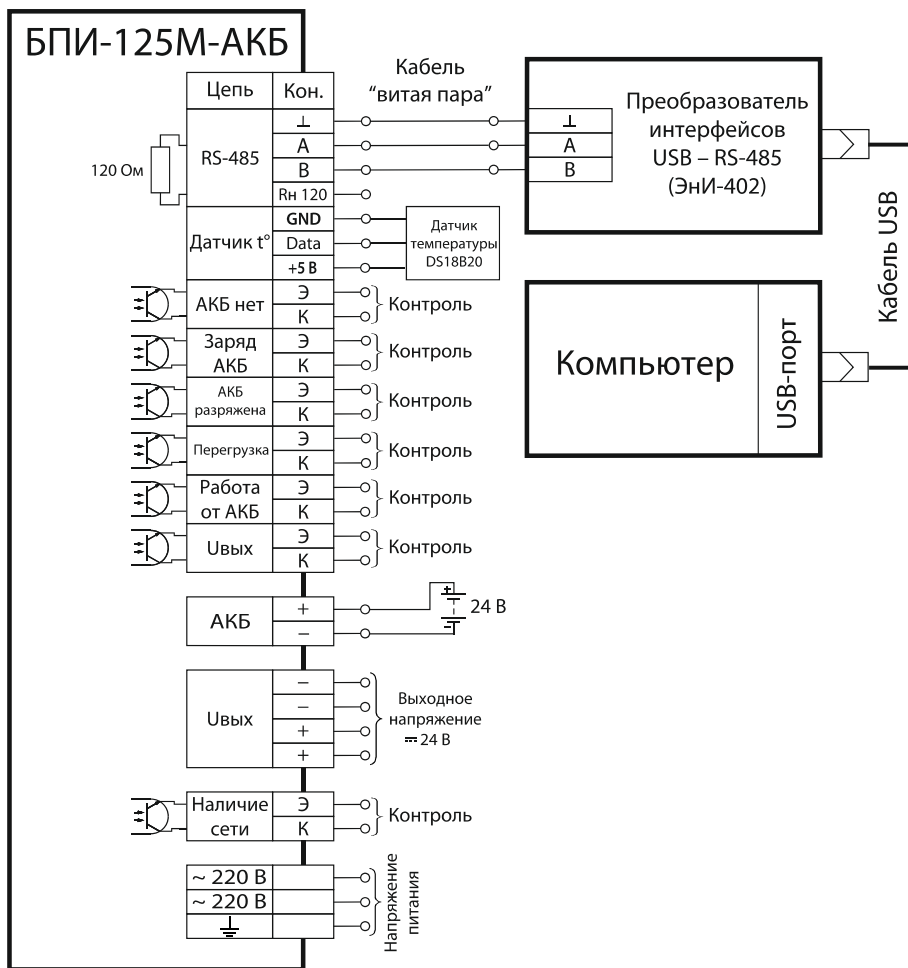 БПИ-125М-АКБ
Цепь Кон.
120 Ом
RS-485
⊥
A
B
Rн 120
Датчик t°
GND
Data
+5 В
АКБ нет
Э
К
Контроль
Заряд
АКБ
Э
К
Контроль
АКБ
разряжена
Э
К
Контроль
Перегрузка
Э
К
Контроль
Работа
от АКБ
Э
К
Контроль
Uвых
Э
К
Контроль
АКБ
+
−
+
-
24 В
Uвых
−
−
+
+
Выходное
напряжение
⎓ 24 В
Наличие
сети
Э
К
Контроль
~ 220 В
~ 220 В
⏚
Напряжение
питания
Кабель
“витая пара”
Датчик
температуры
DS18B20
⊥
A
B
Преобразователь
интерфейсов
USB – RS-485
(ЭнИ-402)
Кабель USB
Компьютер
USB-порт